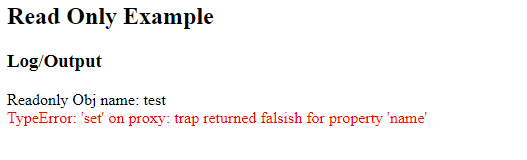 Read Only Example
Log/Output
Readonly Obj name: test
TypeError: 'set' on proxy: trap returned falsish for property 'name'